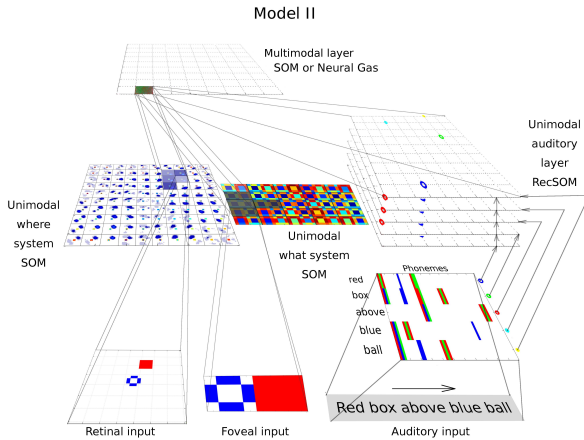 Model II
Multimodal layer
SOM or Neural Gas
Unimodal
auditory
layer
RecSOM
Unimodal
where
system
SOM
Unimodal
what system
SOM
Phonemes
red
box
above
blue
ball
Red box above blue ball
Retinal input
Foveal input
Auditory input